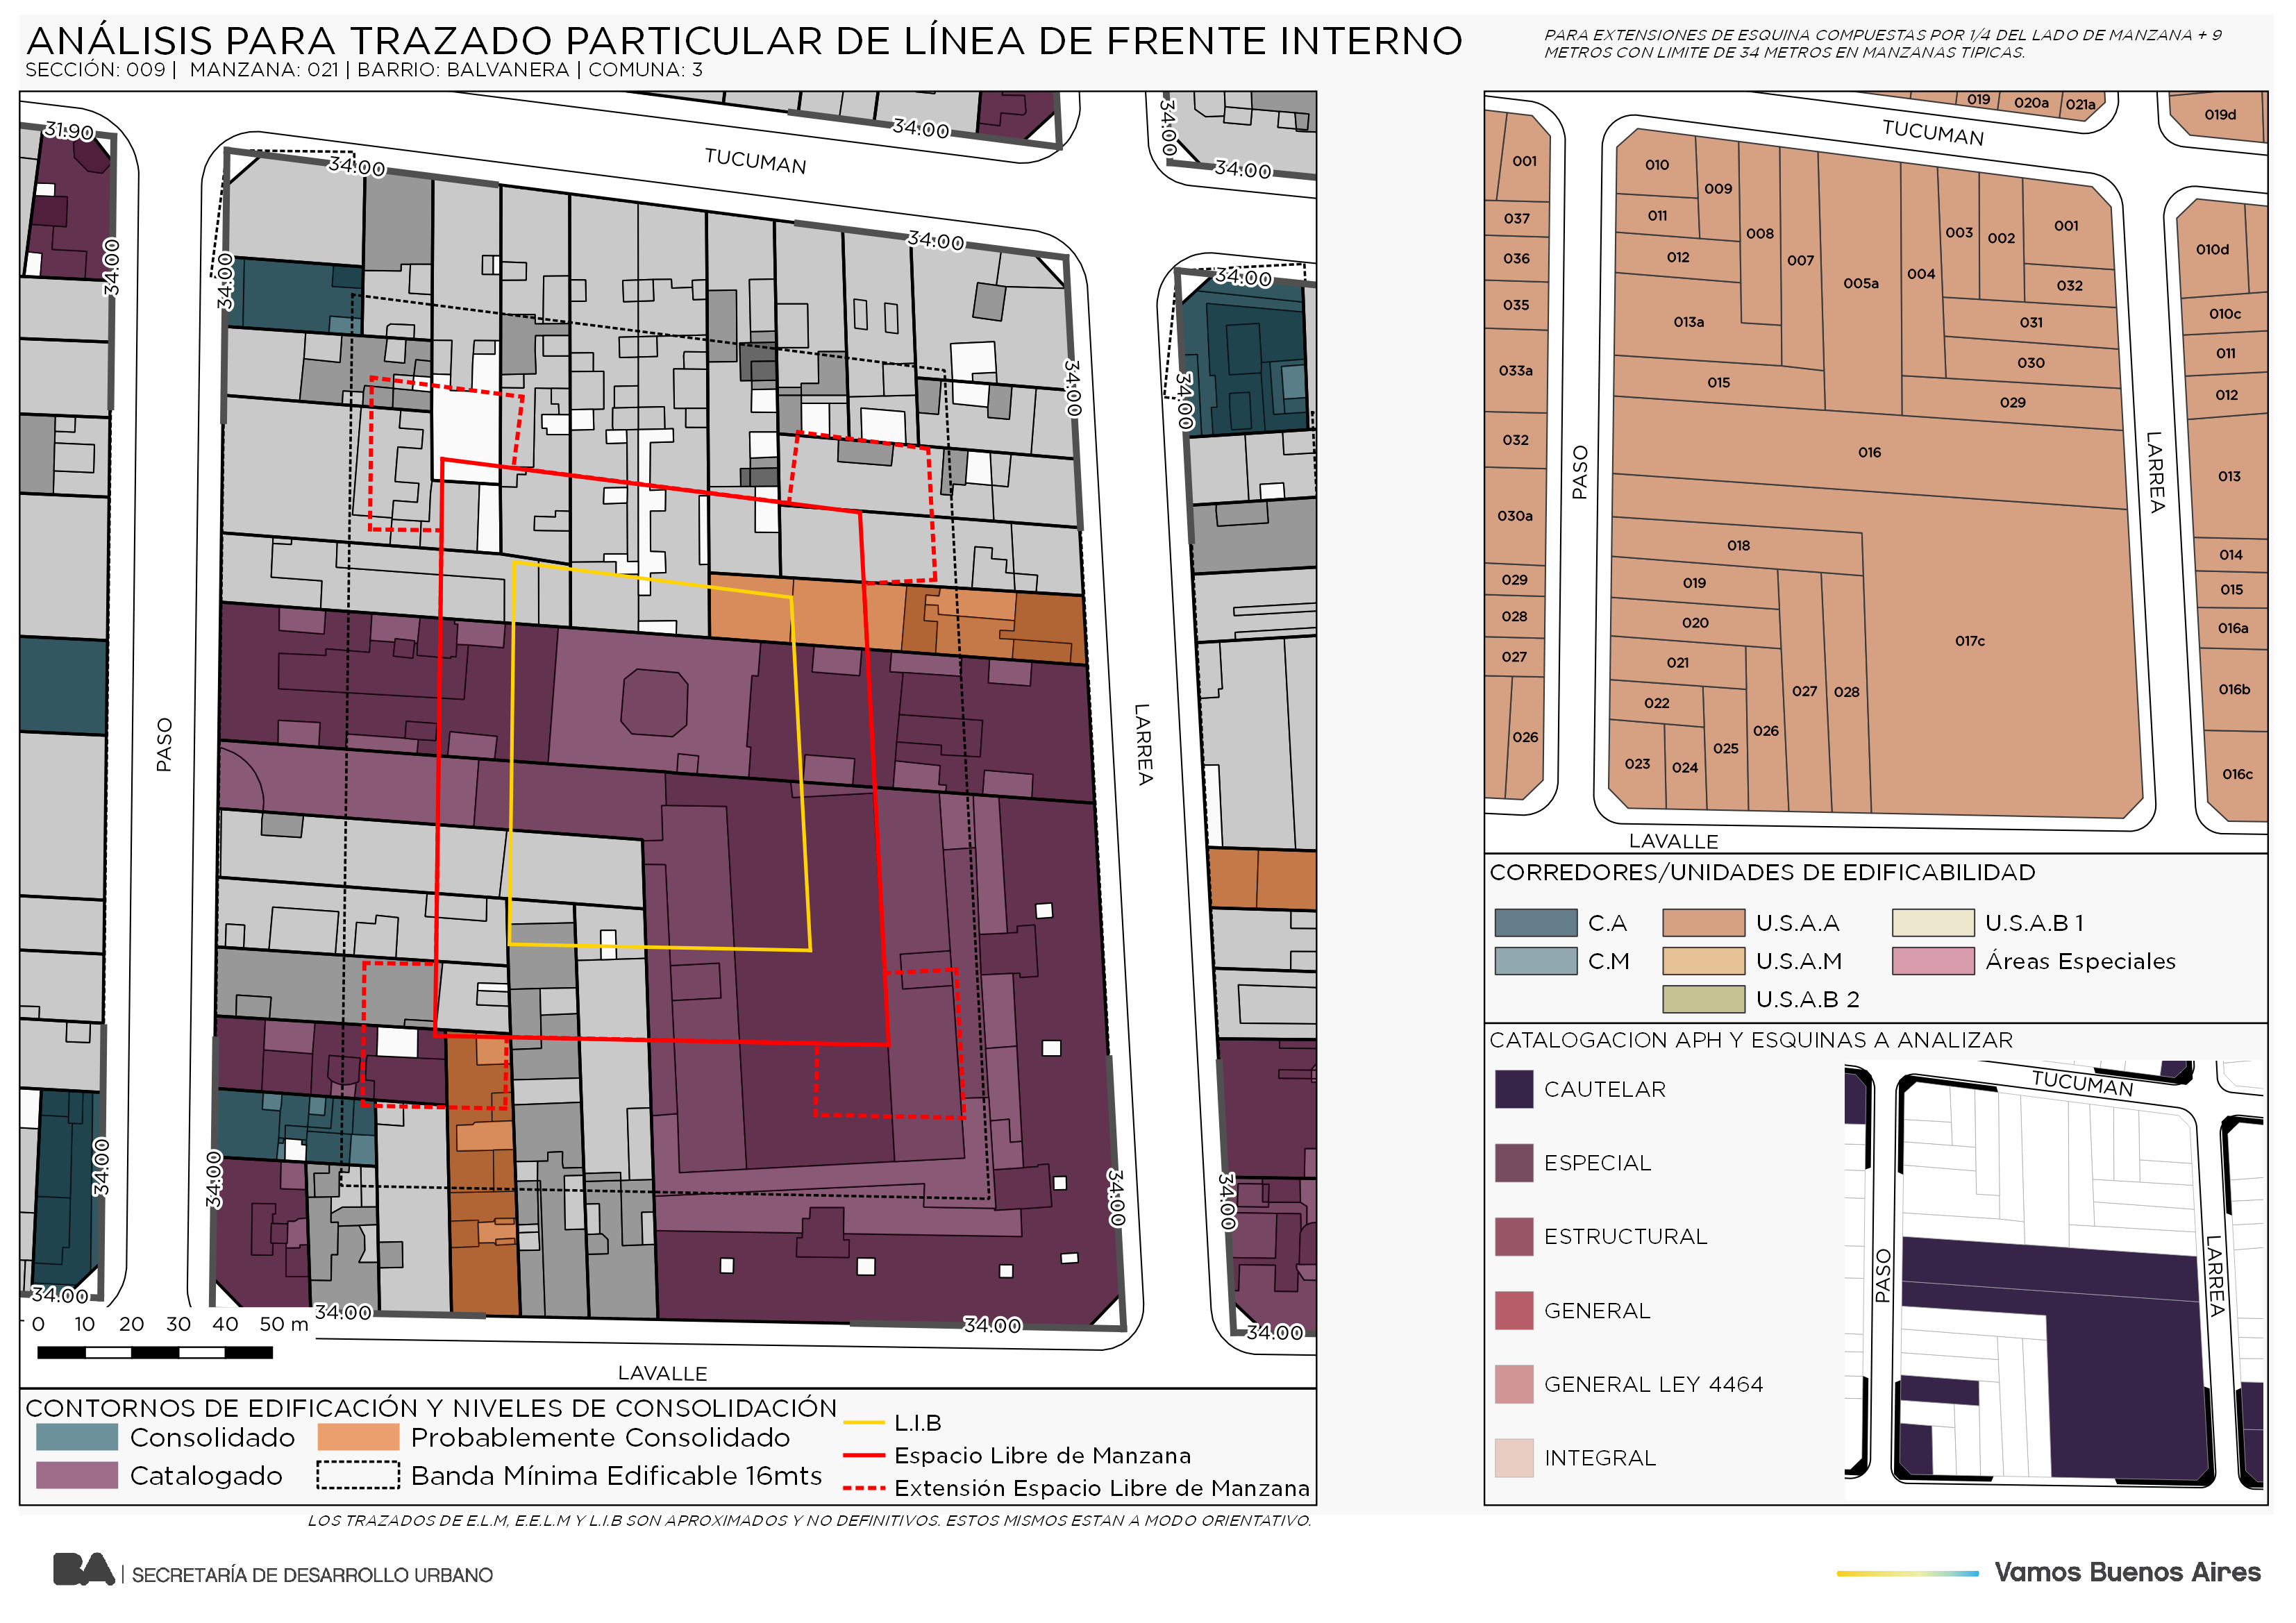 ANÁLISIS PARA TRAZADO PARTICULAR DE LÍNEA DE FRENTE INTERNO
SECCIÓN: 009 | MANZANA: 021 | BARRIO: BALVANERA | COMUNA: 3
PARA EXTENSIONES DE ESQUINA COMPUESTAS POR 1/4 DEL LADO DE MANZANA + 9
METROS CON LIMITE DE 34 METROS EN MANZANAS TIPICAS.
31.90
34.00
34.00
34.00
34.00
TUCUMAN
34.00
34.00
34.00
34.00
34.00
34.00
34.00
PASO
LARREA
34.00
34.00
34.00
34.00
34.00
34.00
34.00
34.00
0 10 20 30 40 50 m
LAVALLE
CONTORNOS DE EDIFICACIÓN Y NIVELES DE CONSOLIDACIÓN
Consolidado
Probablemente Consolidado
Catalogado
Banda Mínima Edificable 16mts
L.I.B
Espacio Libre de Manzana
Extensión Espacio Libre de Manzana
LOS TRAZADOS DE E.L.M, E.E.L.M Y L.I.B SON APROXIMADOS Y NO DEFINITIVOS. ESTOS MISMOS ESTAN A MODO ORIENTATIVO.
019
020a
021a
019d
TUCUMAN
001
037
036
035
033a
032
030a
029
028
027
026
PASO
010
009
011
008
012
007
013a
005a
004
003
002
001
032
031
030
015
029
016
018
019
020
017c
021
022
027
028
026
025
023
024
LARREA
010d
010c
011
012
013
014
015
016a
016b
016c
LAVALLE
CORREDORES/UNIDADES DE EDIFICABILIDAD
C.A
U.S.A.A
U.S.A.B 1
C.M
U.S.A.M
Áreas Especiales
U.S.A.B 2
CATALOGACION APH Y ESQUINAS A ANALIZAR
CAUTELAR
ESPECIAL
ESTRUCTURAL
GENERAL
GENERAL LEY 4464
INTEGRAL
TUCUMAN
PASO
LARREA
BA | SECRETARÍA DE DESARROLLO URBANO
Vamos Buenos Aires